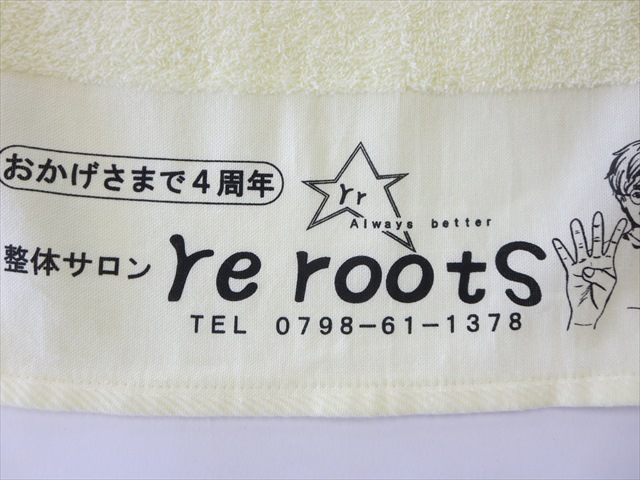 おかげさまで4周年
yr
Always better
整体サロン re roots
TEL 0798-61-1378